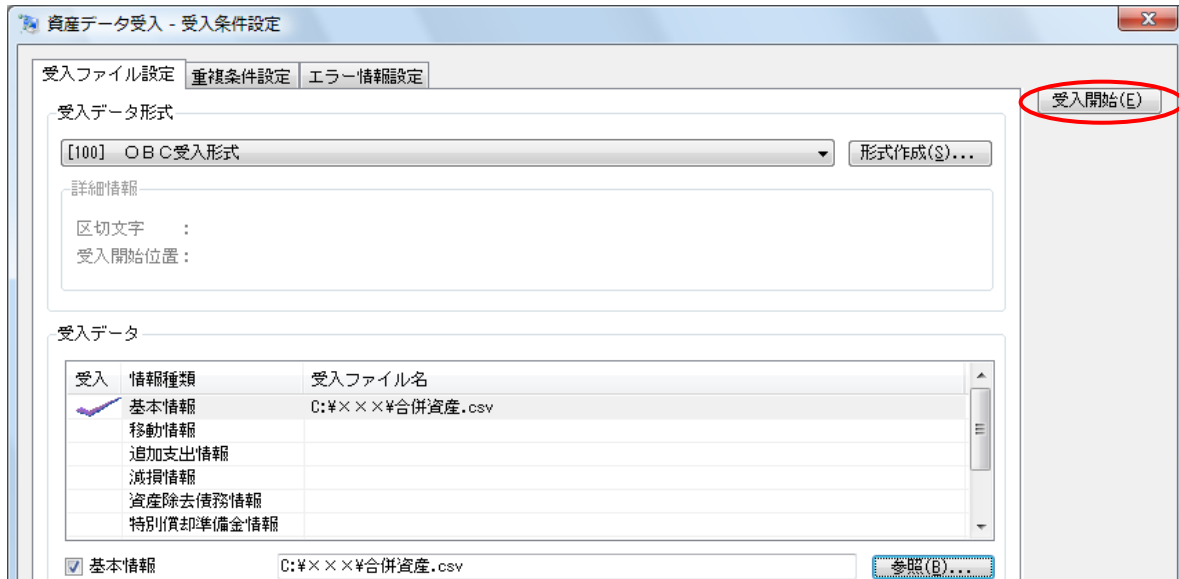 資産データ受入 - 受入条件設定
受入ファイル設定 重複条件設定 エラー情報設定
受入開始(E)
受入データ形式
[100] ＯＢＣ受入形式 形式作成(S)...
詳細情報
区切文字 :
受入開始位置 :
受入データ
受入 情報種類 受入ファイル名
基本情報 C:¥×××¥合併資産.csv
移動情報
追加支出情報
減損情報
資産除去債務情報
特別償却準備金情報
基本情報 C:¥×××¥合併資産.csv 参照(B)...